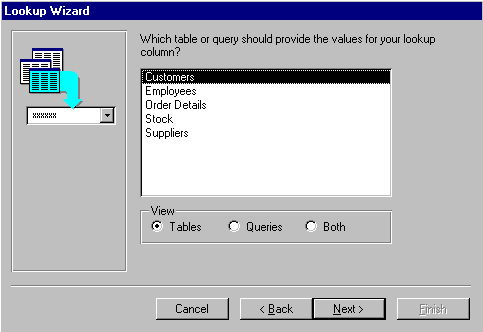 Lookup Wizard
Which table or query should provide the values for your lookup
column?
xxxxxx
Customers
Employees
Order Details
Stock
Suppliers
View
Tables Queries Both
Cancel < Back Next > Finish